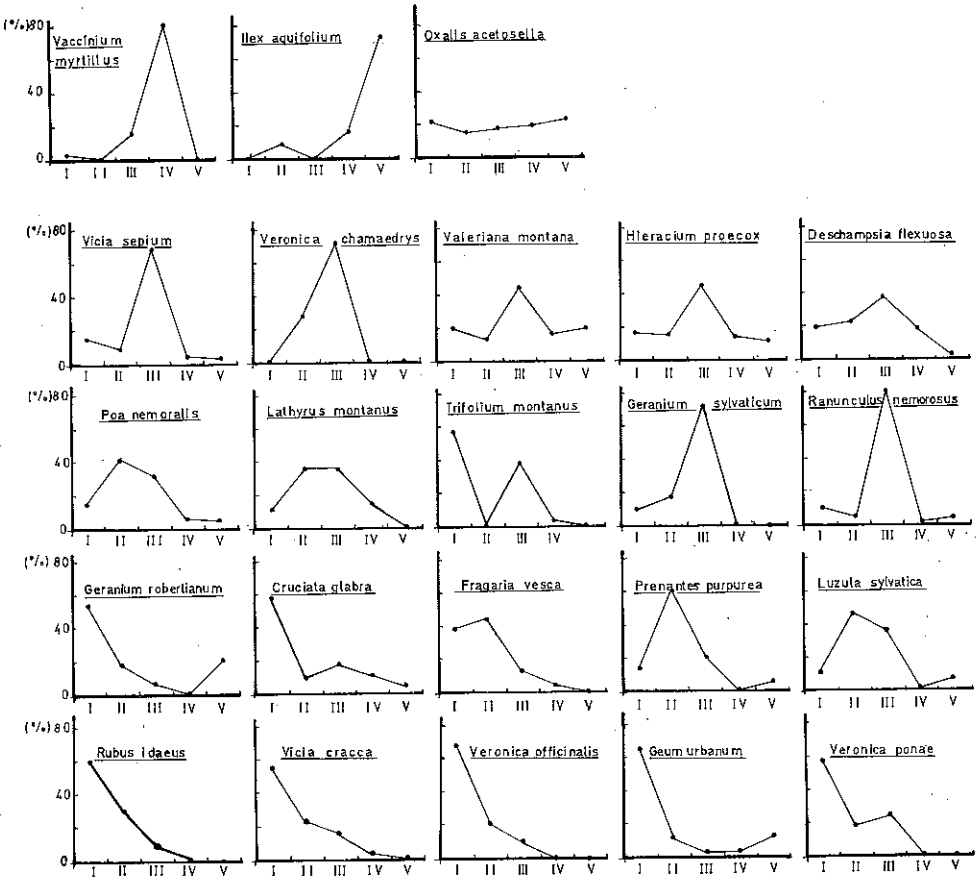 (%)80 Vaccinium myrtillus Ilex aquifolium Oxalis acetosella
40
0
I II III IV V I II III IV V I II III IV V
(%)80 Vicia sepium Veronica chamaedrys Valeriana montana Hieracium proecox Deschampsia flexuosa
40
0
I II III IV V I II III IV V I II III IV V I II III IV V I II III IV V
(%)80 Poa nemoralis Lathyrus montanus Trifolium montanus Geranium sylvaticum Ranunculus nemorosus
40
0
I II III IV V I II III IV V I II III IV V I II III IV V I II III IV V
(%)80 Geranium robertianum Cruciata glabra Fragaria vesca Prenantes purpurea Luzula sylvatica
40
0
I II III IV V I II III IV V I II III IV V I II III IV V I II III IV V
(%)80 Rubus idaeus Vicia cracca Veronica officinalis Geum urbanum Veronica ponae
40
0
I II III IV V I II III IV V I II III IV V I II III IV V I II III IV V